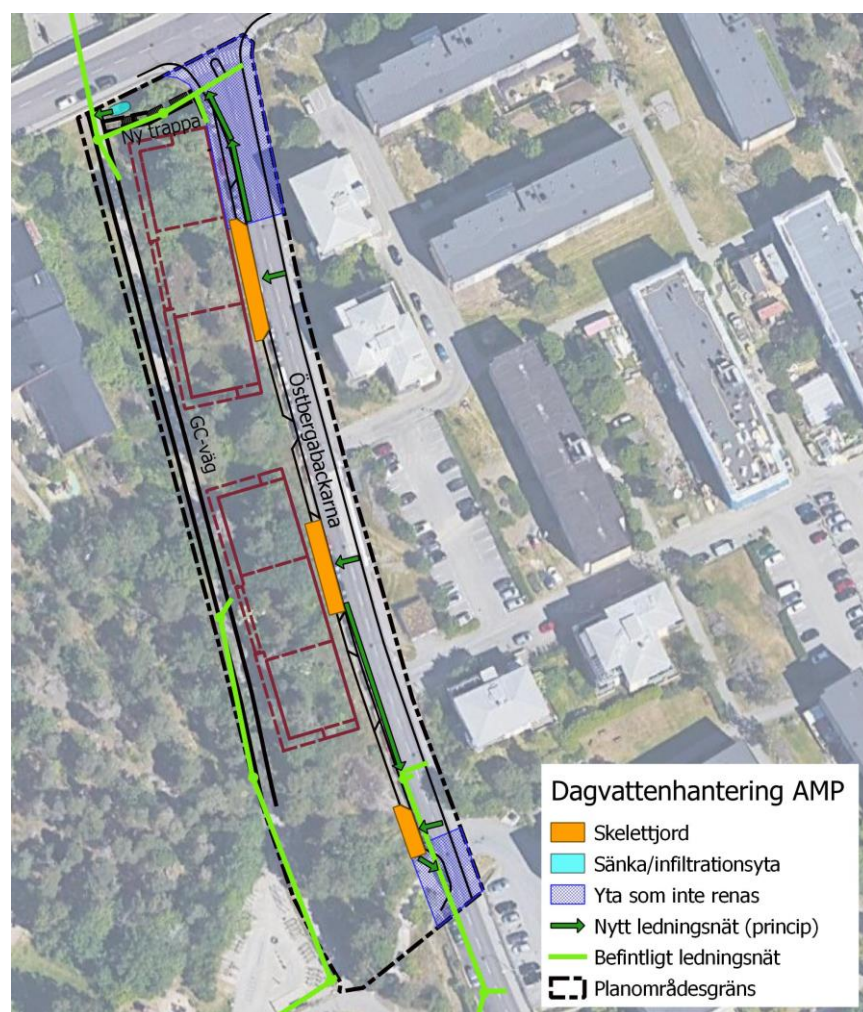 Ny trappa
Östbergabackarna
GC-väg
Dagvattenhantering AMP
Skelettjord
Sänka/infiltrationsyta
Yta som inte renas
Nytt ledningsnät (princip)
Befintligt ledningsnät
Planområdesgräns